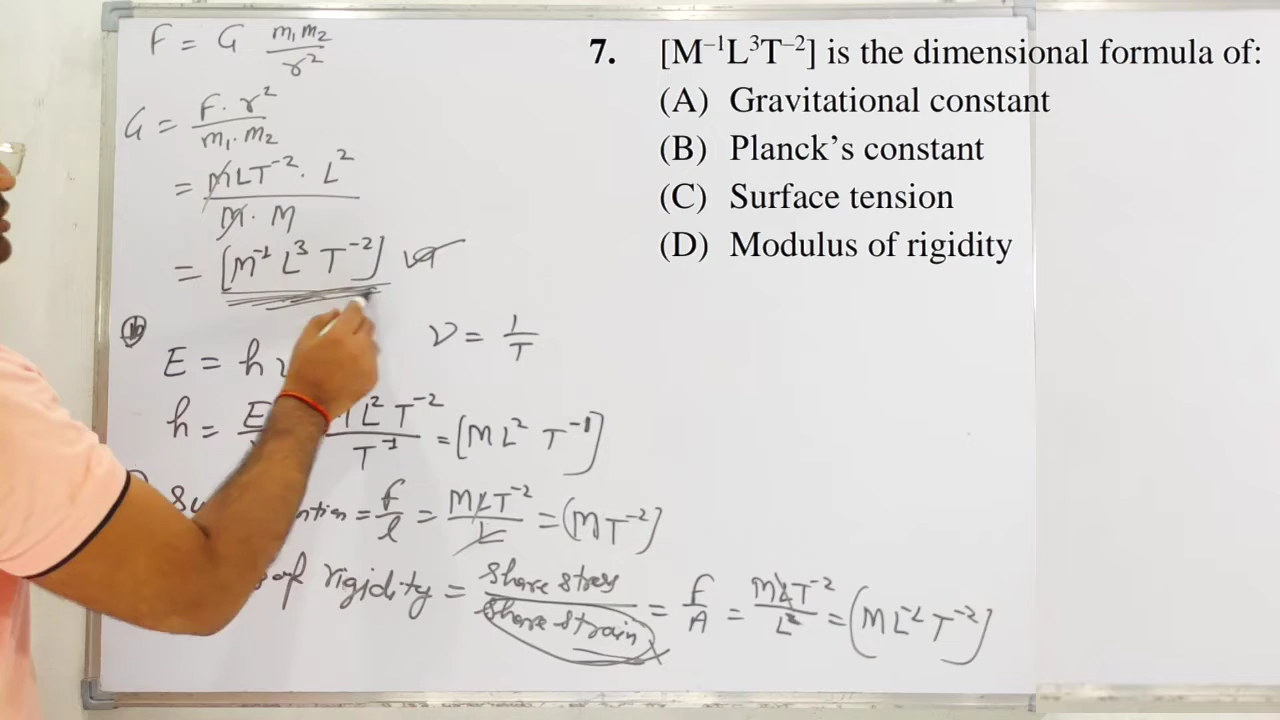 F = G m₁m₂/r²
G = F·r²/m₁·m₂
= MLT⁻²·L²/M·M
= [M⁻¹L³T⁻²]
E = h
ν = 1/T
h = E L²T⁻²/T⁻¹ = [ML²T⁻¹]
= f/l = MLT⁻²/L = (MT⁻²]
of rigidity = share stress/share strain = f/A = MLT⁻²/L² = (ML⁻¹T⁻²]
7. [M⁻¹L³T⁻²] is the dimensional formula of:
(A) Gravitational constant
(B) Planck’s constant
(C) Surface tension
(D) Modulus of rigidity